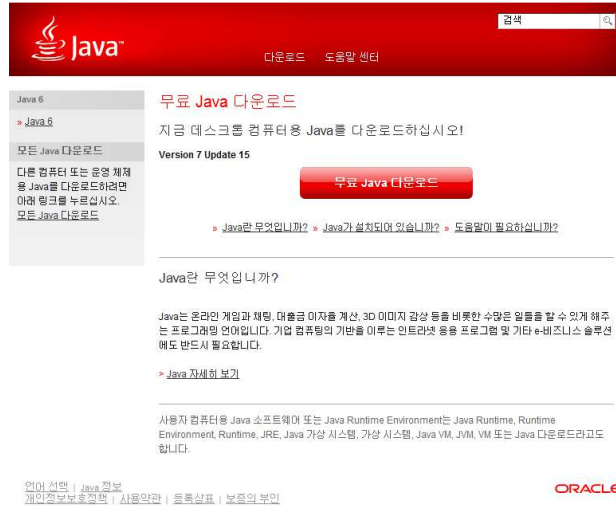 검색
Java™
다운로드 도움말 센터
Java 6
» Java 6
모든 Java 다운로드
다른 컴퓨터 또는 운영 체제
용 Java를 다운로드하려면
아래 링크를 누르십시오.
모든 Java 다운로드
무료 Java 다운로드
지금 데스크톱 컴퓨터용 Java를 다운로드하십시오!
Version 7 Update 15
무료 Java 다운로드
» Java란 무엇입니까? » Java가 설치되어 있습니까? » 도움말이 필요하십니까?
Java란 무엇입니까?
Java는 온라인 게임과 채팅, 대출금 이자율 계산, 3D 이미지 감상 등을 비롯한 수많은 일들을 할 수 있게 해주
는 프로그래밍 언어입니다. 기업 컴퓨팅의 기반을 이루는 인트라넷 응용 프로그램 및 기타 e-비즈니스 솔루션
에도 반드시 필요합니다.
> Java 자세히 보기
사용자 컴퓨터용 Java 소프트웨어 또는 Java Runtime Environment는 Java Runtime, Runtime
Environment, Runtime, JRE, Java 가상 시스템, 가상 시스템, Java VM, JVM, VM 또는 Java 다운로드라고도
합니다.
언어 선택 | Java 정보
개인정보보호정책 | 사용약관 | 등록상표 | 보증의 부인
ORACLE